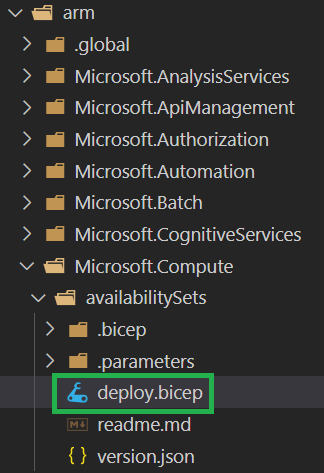 arm
.global
Microsoft.AnalysisServices
Microsoft.ApiManagement
Microsoft.Authorization
Microsoft.Automation
Microsoft.Batch
Microsoft.CognitiveServices
Microsoft.Compute
availabilitySets
.bicep
.parameters
deploy.bicep
readme.md
version.json